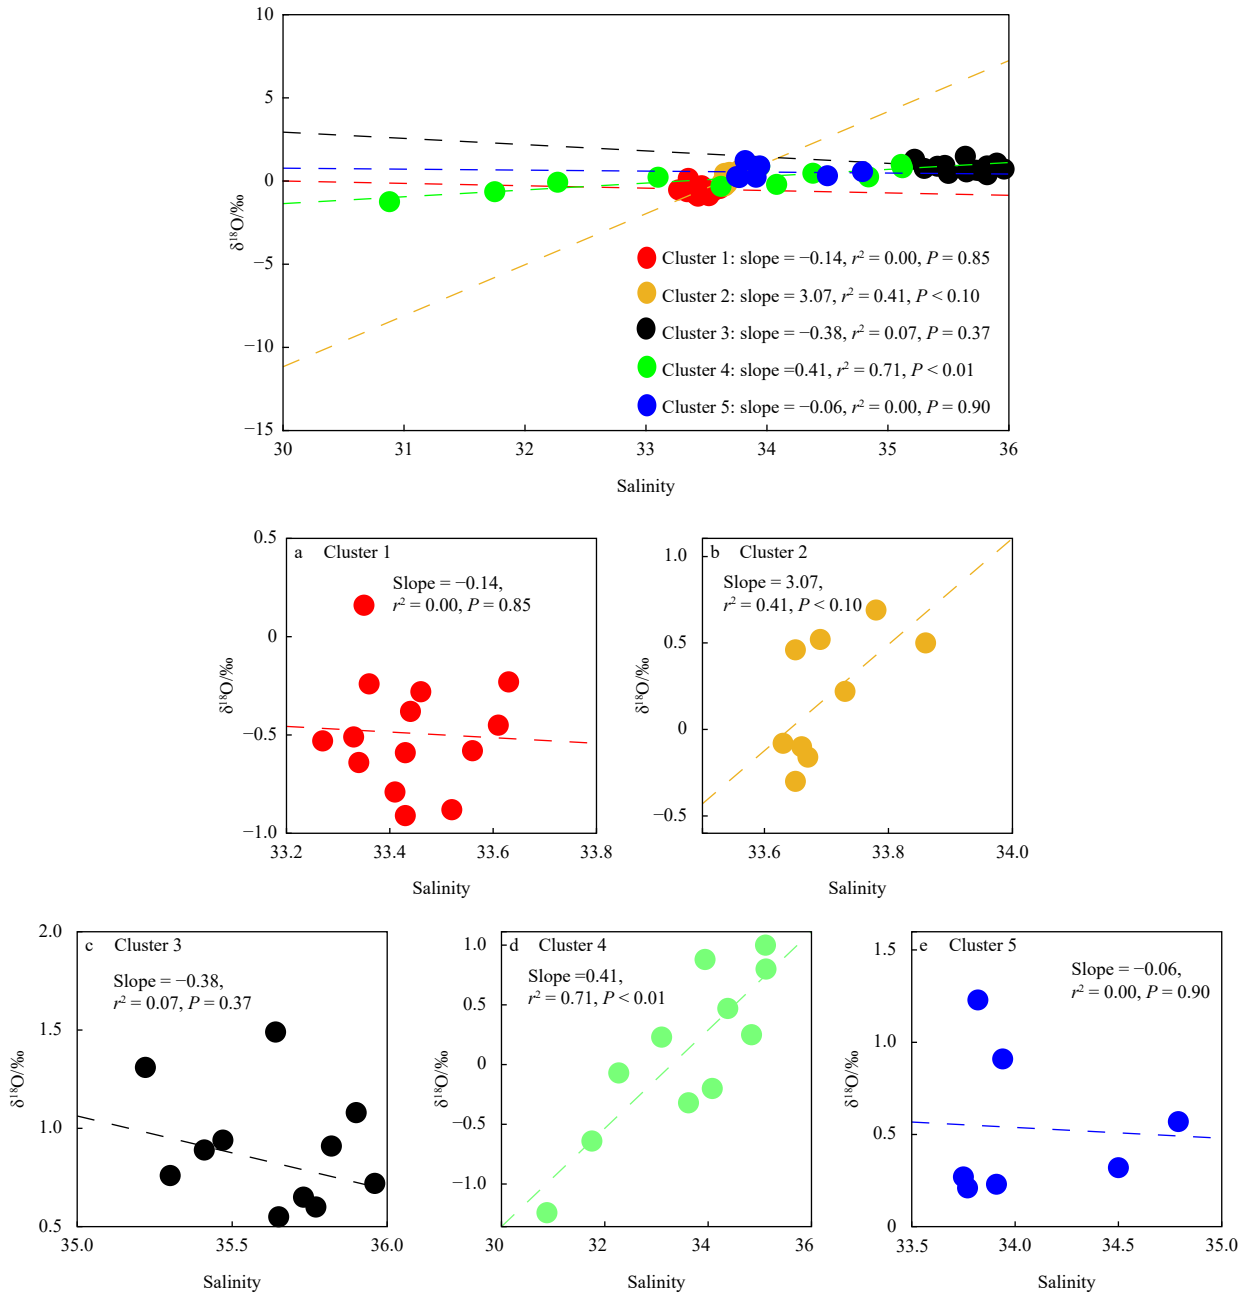 10
5
0
−5
−10
−15
δ¹⁸O/‰
30
31
32
33
34
35
36
Salinity
Cluster 1: slope = −0.14, r² = 0.00, P = 0.85
Cluster 2: slope = 3.07, r² = 0.41, P < 0.10
Cluster 3: slope = −0.38, r² = 0.07, P = 0.37
Cluster 4: slope =0.41, r² = 0.71, P < 0.01
Cluster 5: slope = −0.06, r² = 0.00, P = 0.90
a Cluster 1
Slope = −0.14,
r² = 0.00, P = 0.85
0.5
0
−0.5
−1.0
δ¹⁸O/‰
33.2
33.4
33.6
33.8
Salinity
b Cluster 2
Slope = 3.07,
r² = 0.41, P < 0.10
1.0
0.5
0
−0.5
δ¹⁸O/‰
33.6
33.8
34.0
Salinity
c Cluster 3
Slope = −0.38,
r² = 0.07, P = 0.37
2.0
1.5
1.0
0.5
δ¹⁸O/‰
35.0
35.5
36.0
Salinity
d Cluster 4
Slope =0.41,
r² = 0.71, P < 0.01
1.0
0.5
0
−0.5
−1.0
δ¹⁸O/‰
30
32
34
36
Salinity
e Cluster 5
Slope = −0.06,
r² = 0.00, P = 0.90
1.5
1.0
0.5
0
δ¹⁸O/‰
33.5
34.0
34.5
35.0
Salinity